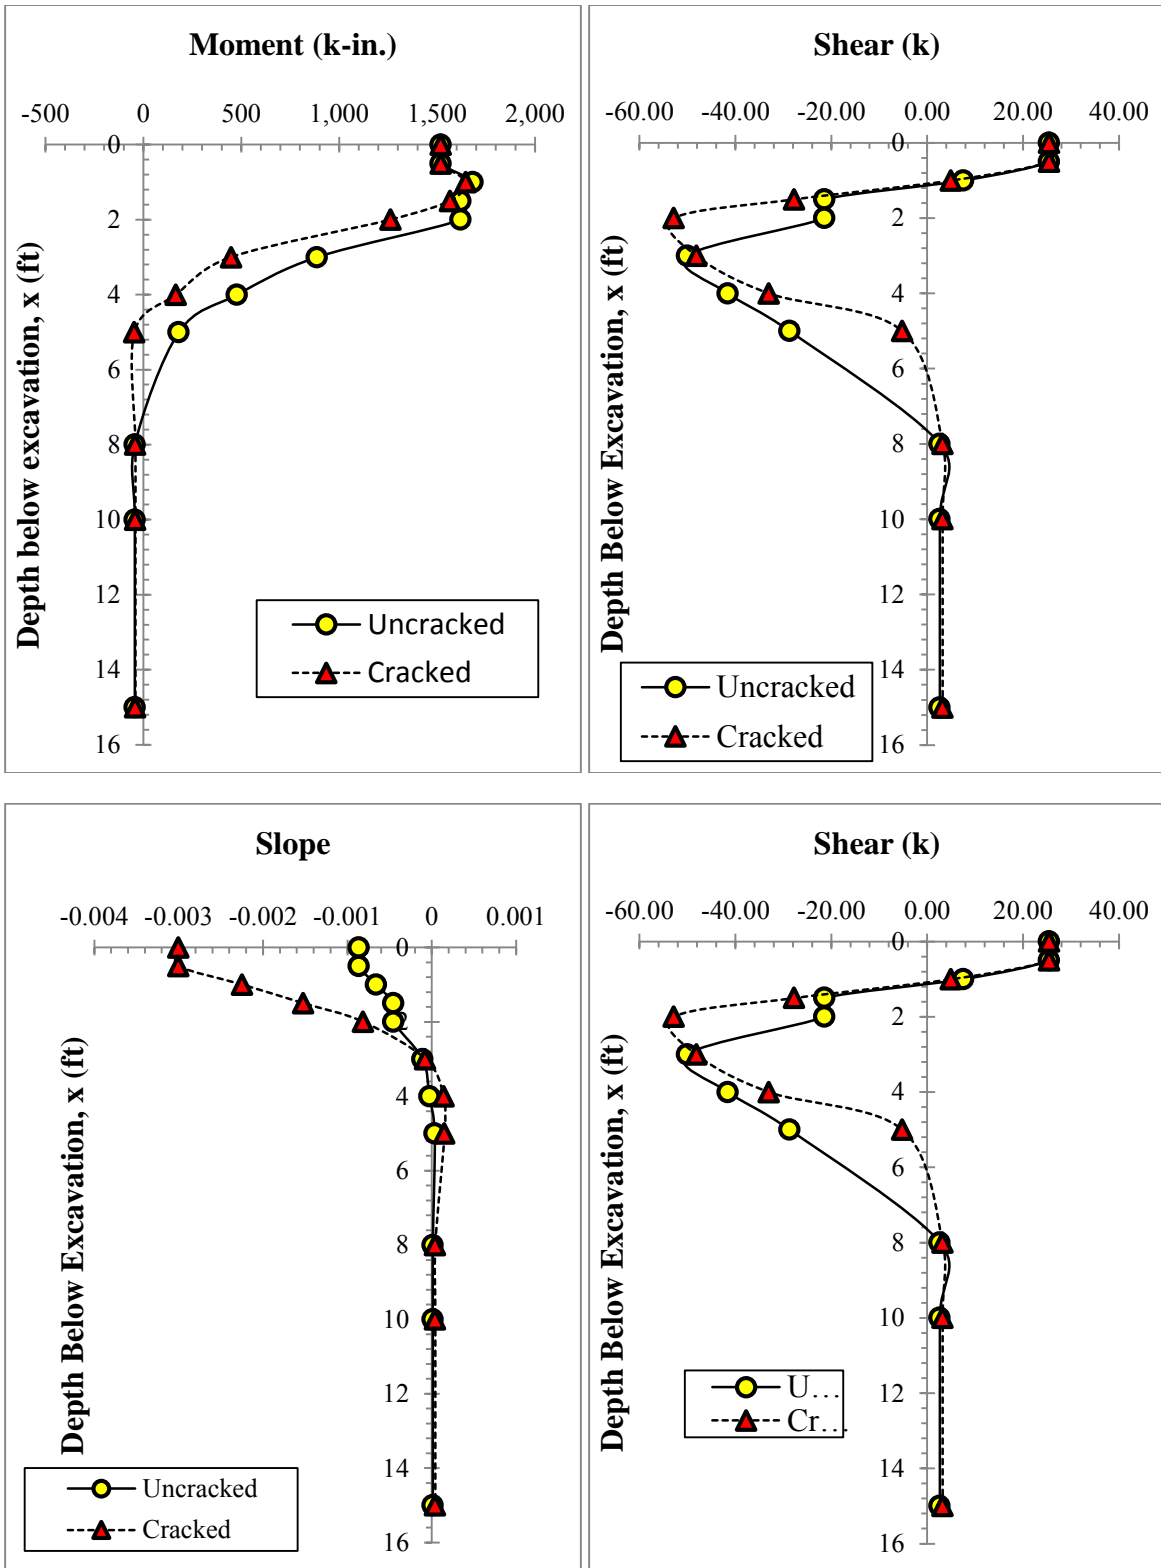 Moment (k-in.)
-500 0 500 1,000 1,500 2,000
0
2
4
6
8
10
12
14
16
Depth below excavation, x (ft)
Uncracked
Cracked
Shear (k)
-60.00 -40.00 -20.00 0.00 20.00 40.00
0
2
4
6
8
10
12
14
16
Depth Below Excavation, x (ft)
Uncracked
Cracked
Slope
-0.004 -0.003 -0.002 -0.001 0 0.001
0
2
4
6
8
10
12
14
16
Depth Below Excavation, x (ft)
Uncracked
Cracked
Shear (k)
-60.00 -40.00 -20.00 0.00 20.00 40.00
0
2
4
6
8
10
12
14
16
Depth Below Excavation, x (ft)
U...
Cr...